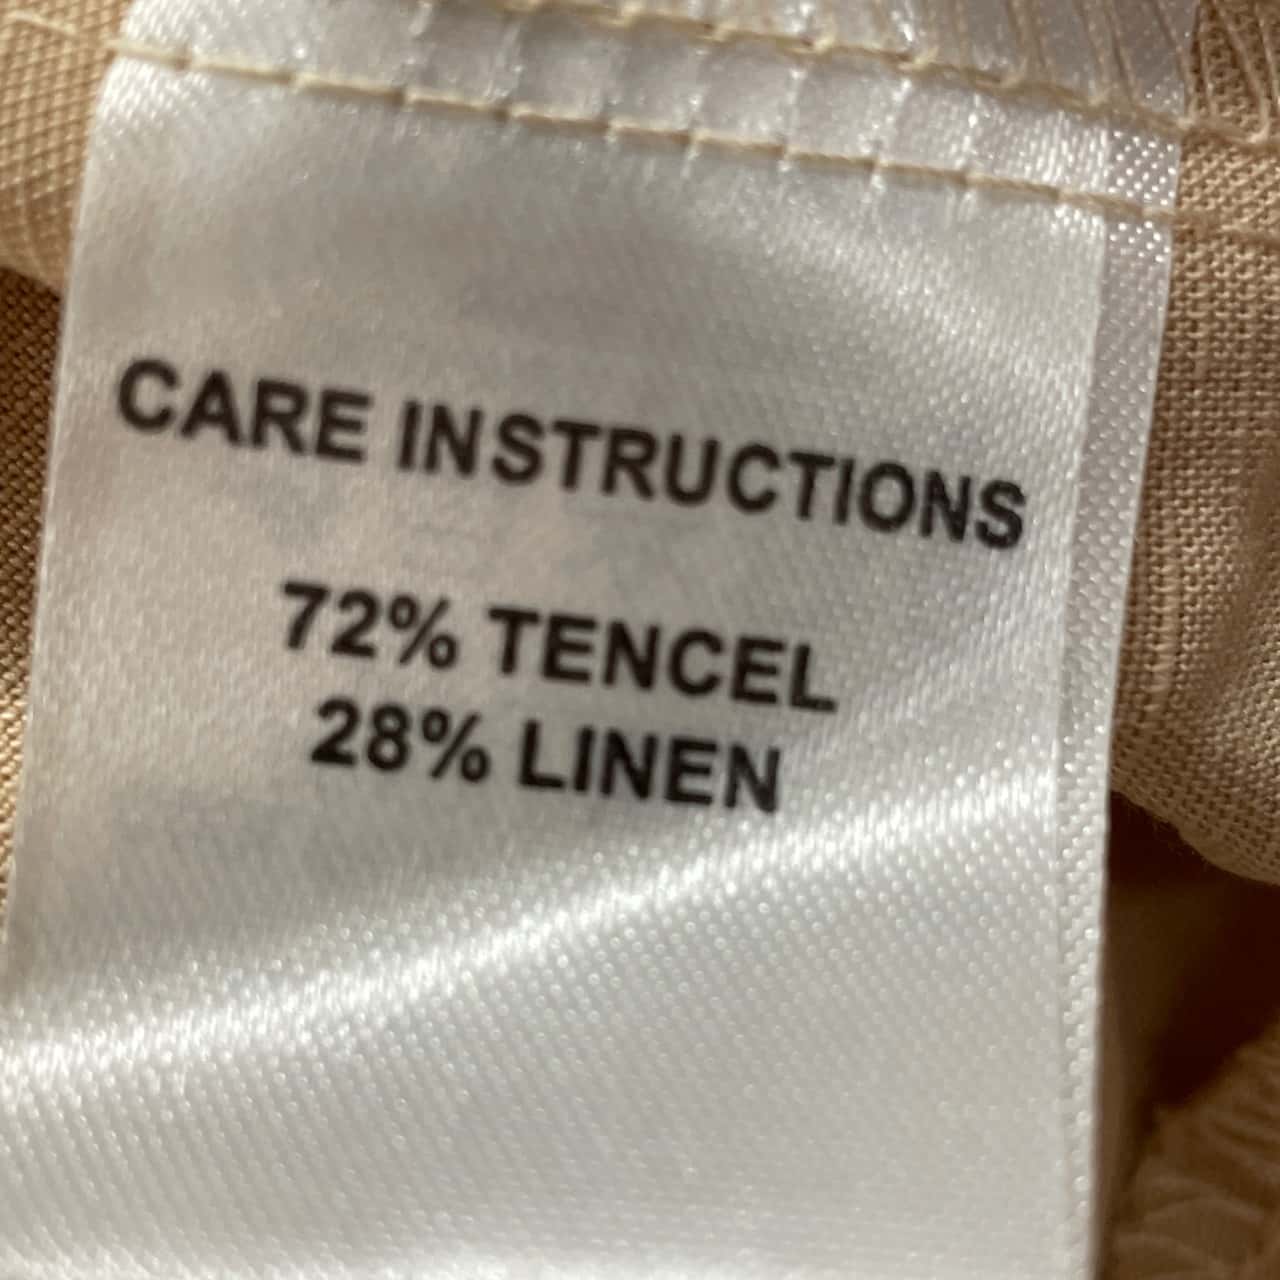 CARE INSTRUCTIONS
72% TENCEL
28% LINEN